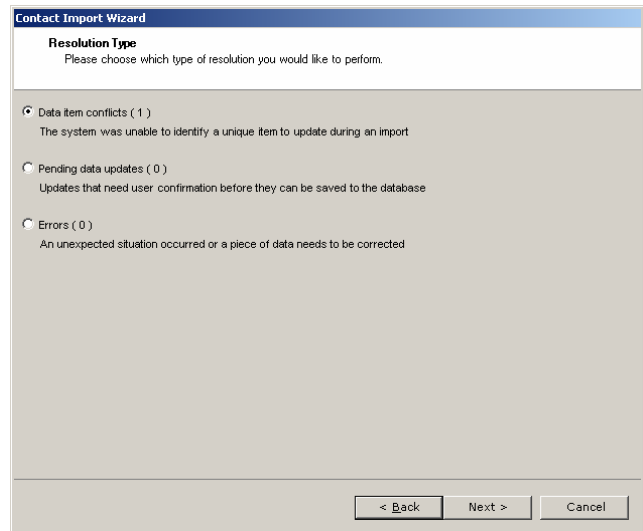 Contact Import Wizard
Resolution Type
Please choose which type of resolution you would like to perform.
Data item conflicts ( 1 )
The system was unable to identify a unique item to update during an import
Pending data updates ( 0 )
Updates that need user confirmation before they can be saved to the database
Errors ( 0 )
An unexpected situation occurred or a piece of data needs to be corrected
< Back Next > Cancel